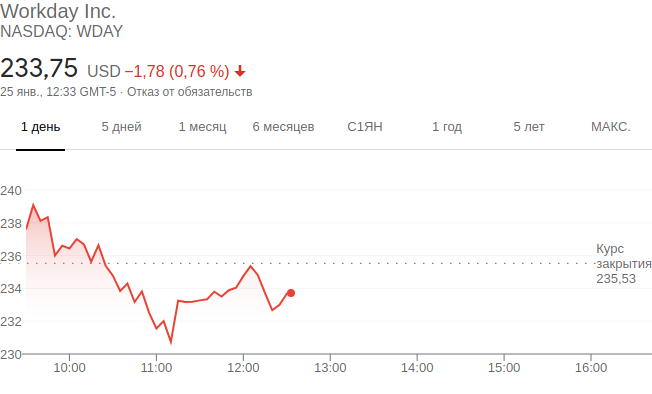 Workday Inc.
NASDAQ: WDAY
233,75 USD −1,78 (0,76 %)
25 янв., 12:33 GMT-5 · Отказ от обязательств
1 день 5 дней 1 месяц 6 месяцев С1ЯН 1 год 5 лет МАКС.
240
238
236
234
232
230
Курс
закрытия
235,53
10:00 11:00 12:00 13:00 14:00 15:00 16:00